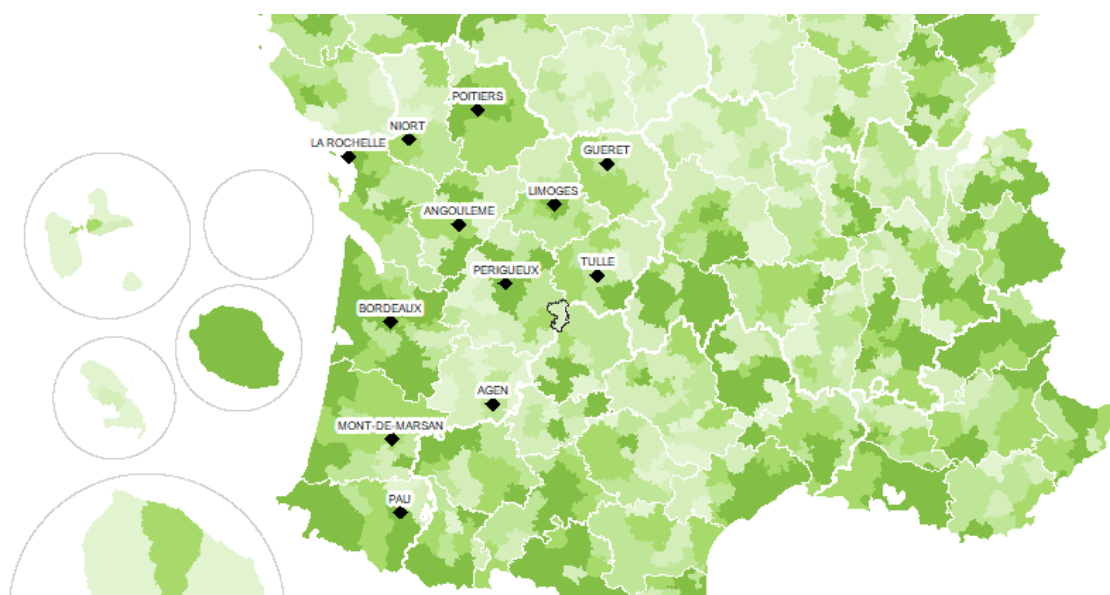 POITIERS
NIORT
LA ROCHELLE
GUERET
LIMOGES
ANGOULEME
TULLE
PERIGUEUX
BORDEAUX
AGEN
MONT-DE-MARSAN
PAU